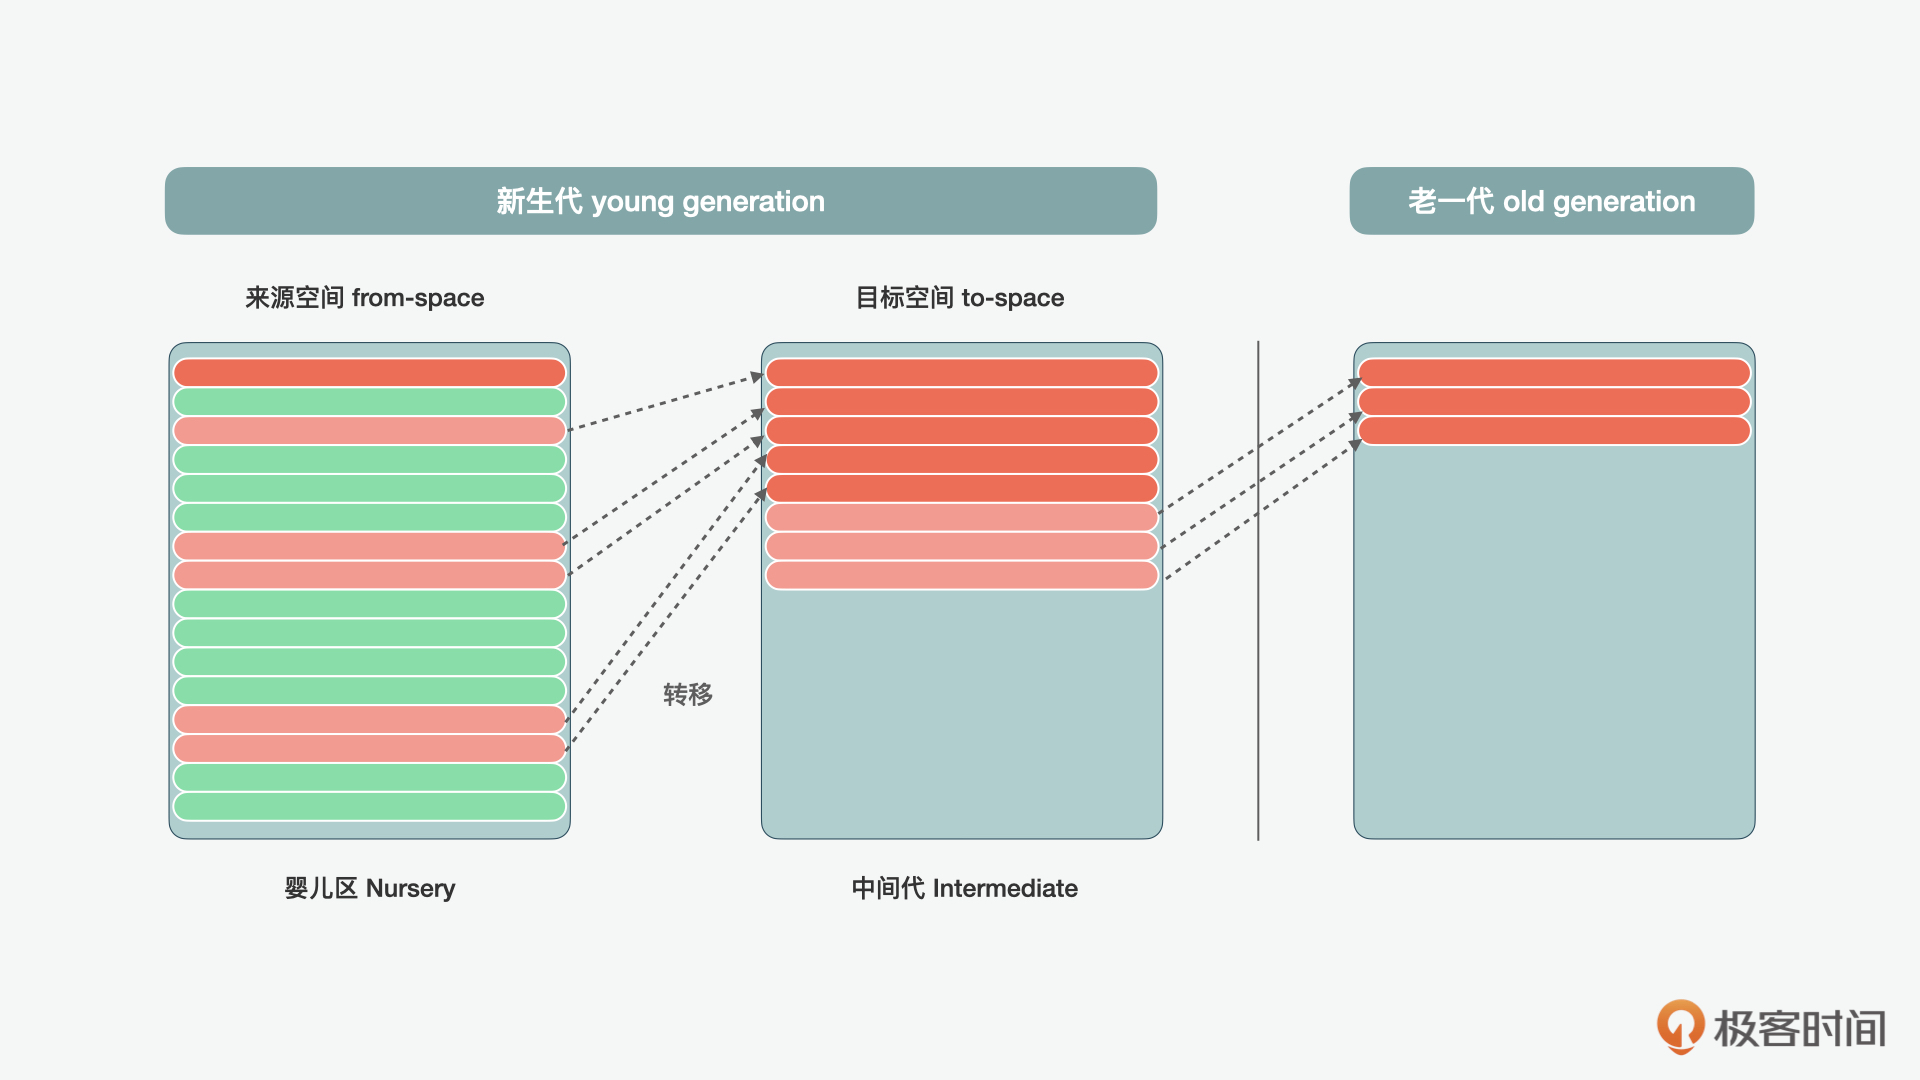 新生代 young generation
老一代 old generation
来源空间 from-space
目标空间 to-space
转移
婴儿区 Nursery
中间代 Intermediate
极客时间